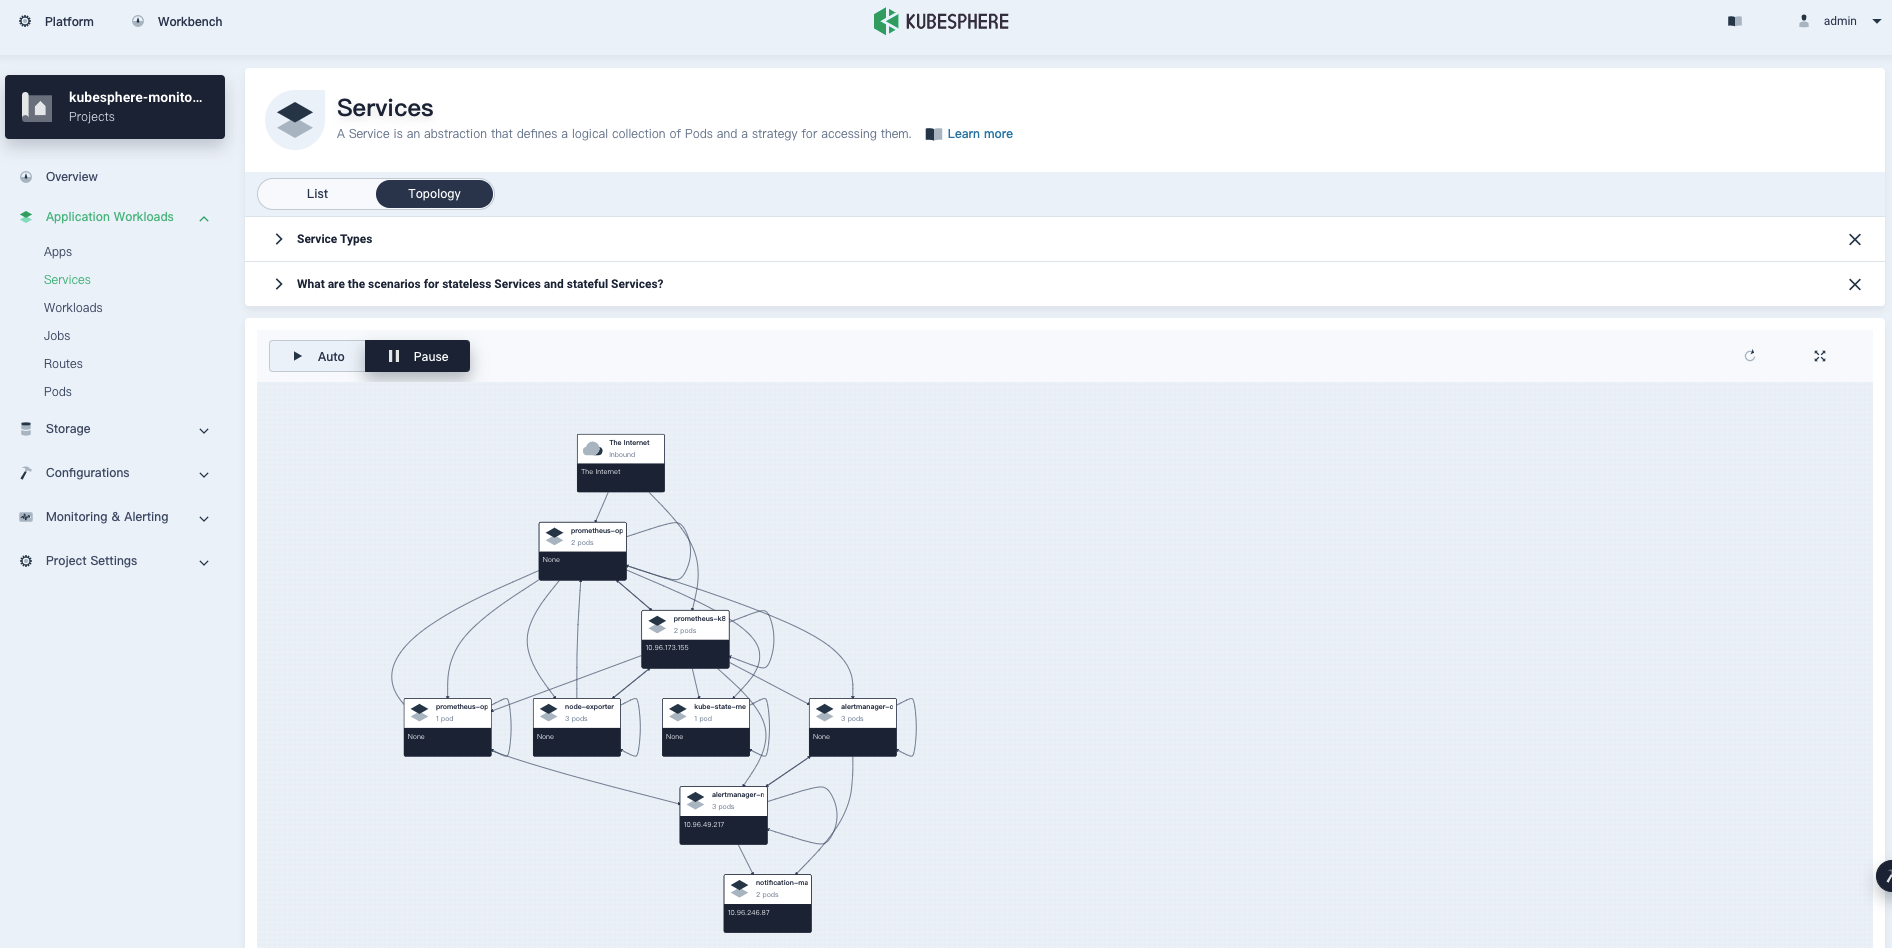 Platform
Workbench
KUBESPHERE
admin
kubesphere-monito...
Projects
Overview
Application Workloads
Apps
Services
Workloads
Jobs
Routes
Pods
Storage
Configurations
Monitoring & Alerting
Project Settings
Services
A Service is an abstraction that defines a logical collection of Pods and a strategy for accessing them.
Learn more
List
Topology
Service Types
What are the scenarios for stateless Services and stateful Services?
Auto
Pause
The Internet
Inbound
The Internet
prometheus-op
2 pods
None
prometheus-k8
2 pods
10.96.173.155
prometheus-op
1 pod
None
node-exporter
3 pods
None
kube-state-me
1 pod
None
alertmanager-o
3 pods
None
alertmanager-m
3 pods
10.96.49.217
notification-ma
2 pods
10.96.246.87